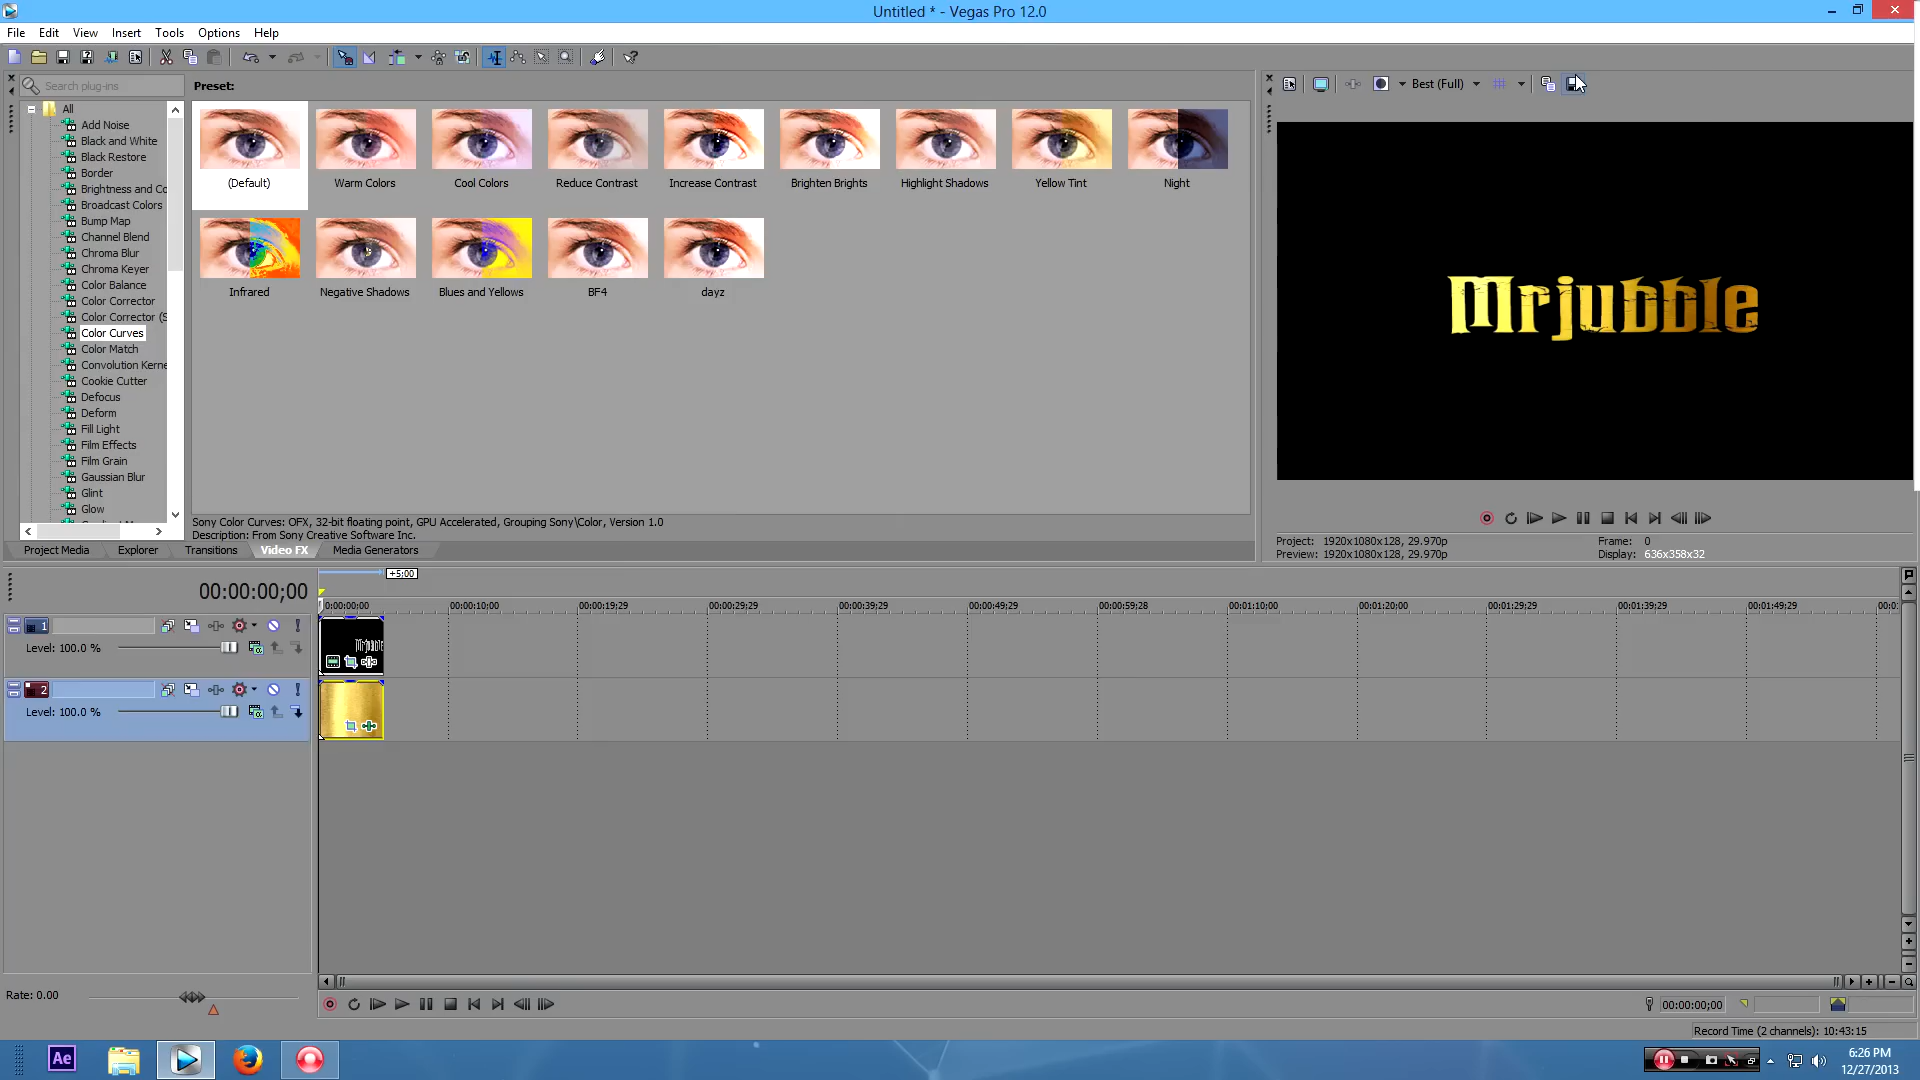 Untitled * - Vegas Pro 12.0
File Edit View Insert Tools Options Help
Search plug-ins
Preset:
Best (Full)
All
Add Noise
Black and White
Black Restore
Border
Brightness and Co
Broadcast Colors
Bump Map
Channel Blend
Chroma Blur
Chroma Keyer
Color Balance
Color Corrector
Color Corrector (S
Color Curves
Color Match
Convolution Kerne
Cookie Cutter
Defocus
Deform
Fill Light
Film Effects
Film Grain
Gaussian Blur
Glint
Glow
(Default) Warm Colors Cool Colors Reduce Contrast Increase Contrast Brighten Brights Highlight Shadows Yellow Tint Night
Infrared Negative Shadows Blues and Yellows BF4 dayz
Mrjubble
Sony Color Curves: OFX, 32-bit floating point, GPU Accelerated, Grouping Sony\Color, Version 1.0
Description: From Sony Creative Software Inc.
Project Media Explorer Transitions Video FX Media Generators
Project: 1920x1080x128, 29.970p Frame: 0
Preview: 1920x1080x128, 29.970p Display: 636x358x32
00:00:00;00
+5:00
0:00:00:00 00:00:10;00 00:00:19;29 00:00:29;29 00:00:39;29 00:00:49;29 00:00:59;28 00:01:10;00 00:01:20;00 00:01:29;29 00:01:39;29 00:01:49;29 00:0
1
Level: 100.0 %
Mrjubble
2
Level: 100.0 %
Rate: 0.00
00:00:00;00
Record Time (2 channels): 10:43:15
Ae
6:26 PM
12/27/2013